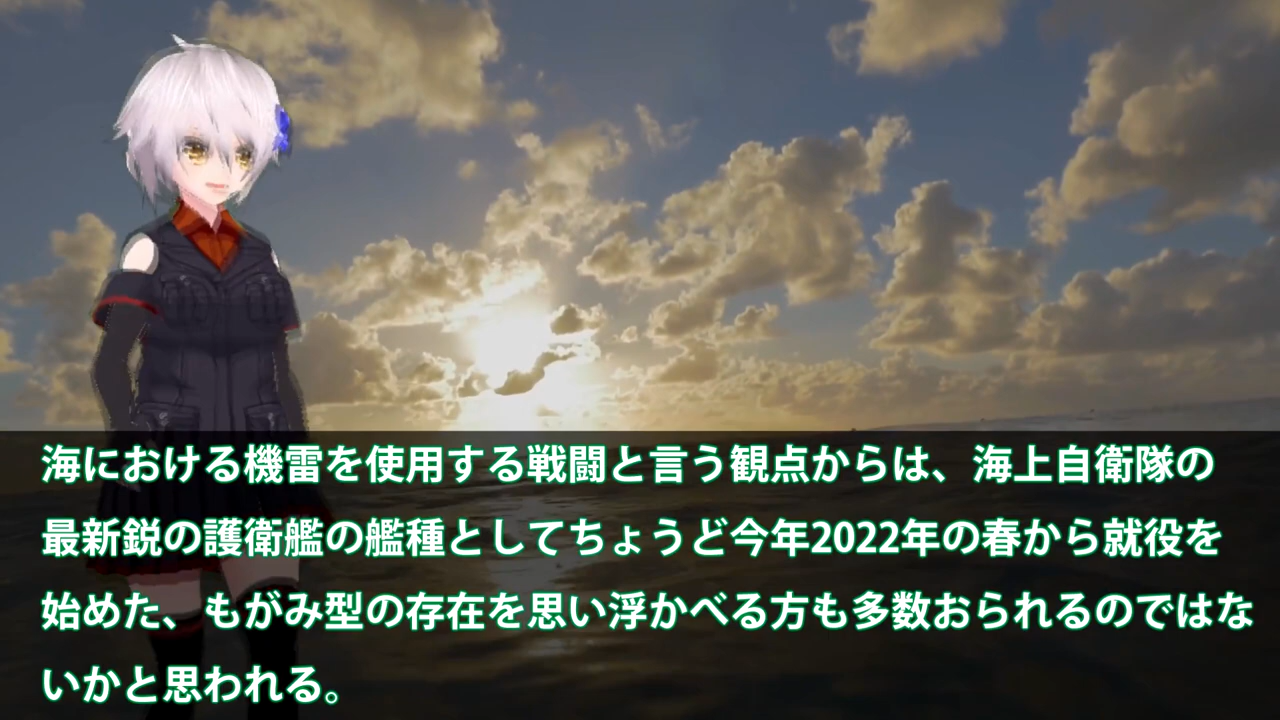 海における機雷を使用する戦闘と言う観点からは、海上自衛隊の
最新鋭の護衛艦の艦種としてちょうど今年2022年の春から就役を
始めた、もがみ型の存在を思い浮かべる方も多数おられるのではな
いかと思われる。